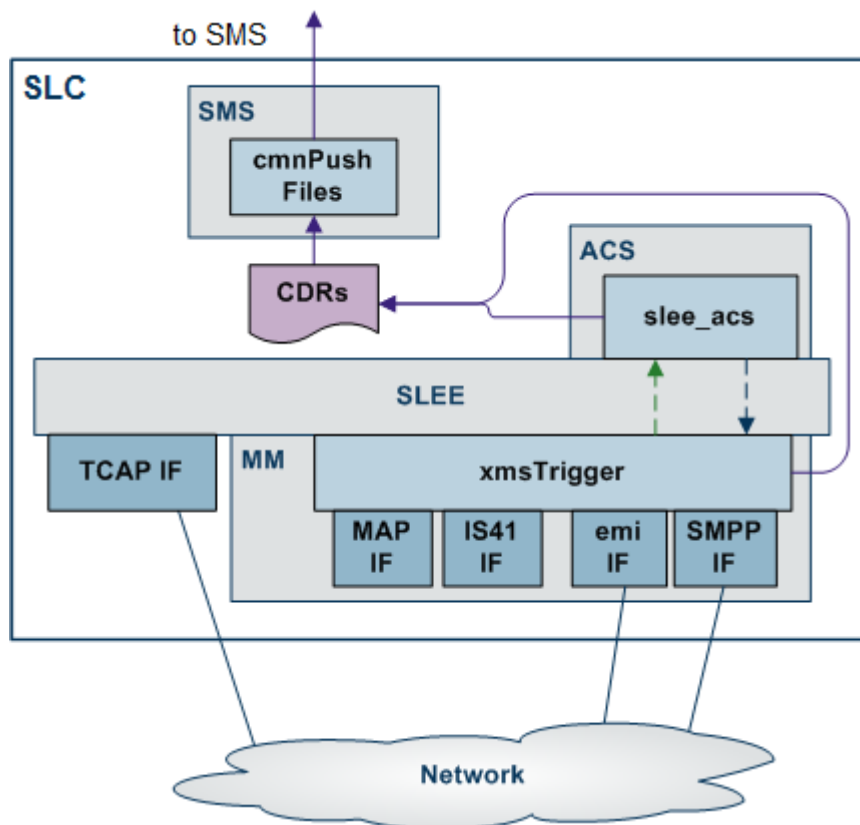 to SMS
SLC
SMS
cmnPush
Files
ACS
CDRs
slee_acs
SLEE
TCAP IF
MM
xmsTrigger
MAP
IF
IS41
IF
emi
IF
SMPP
IF
Network